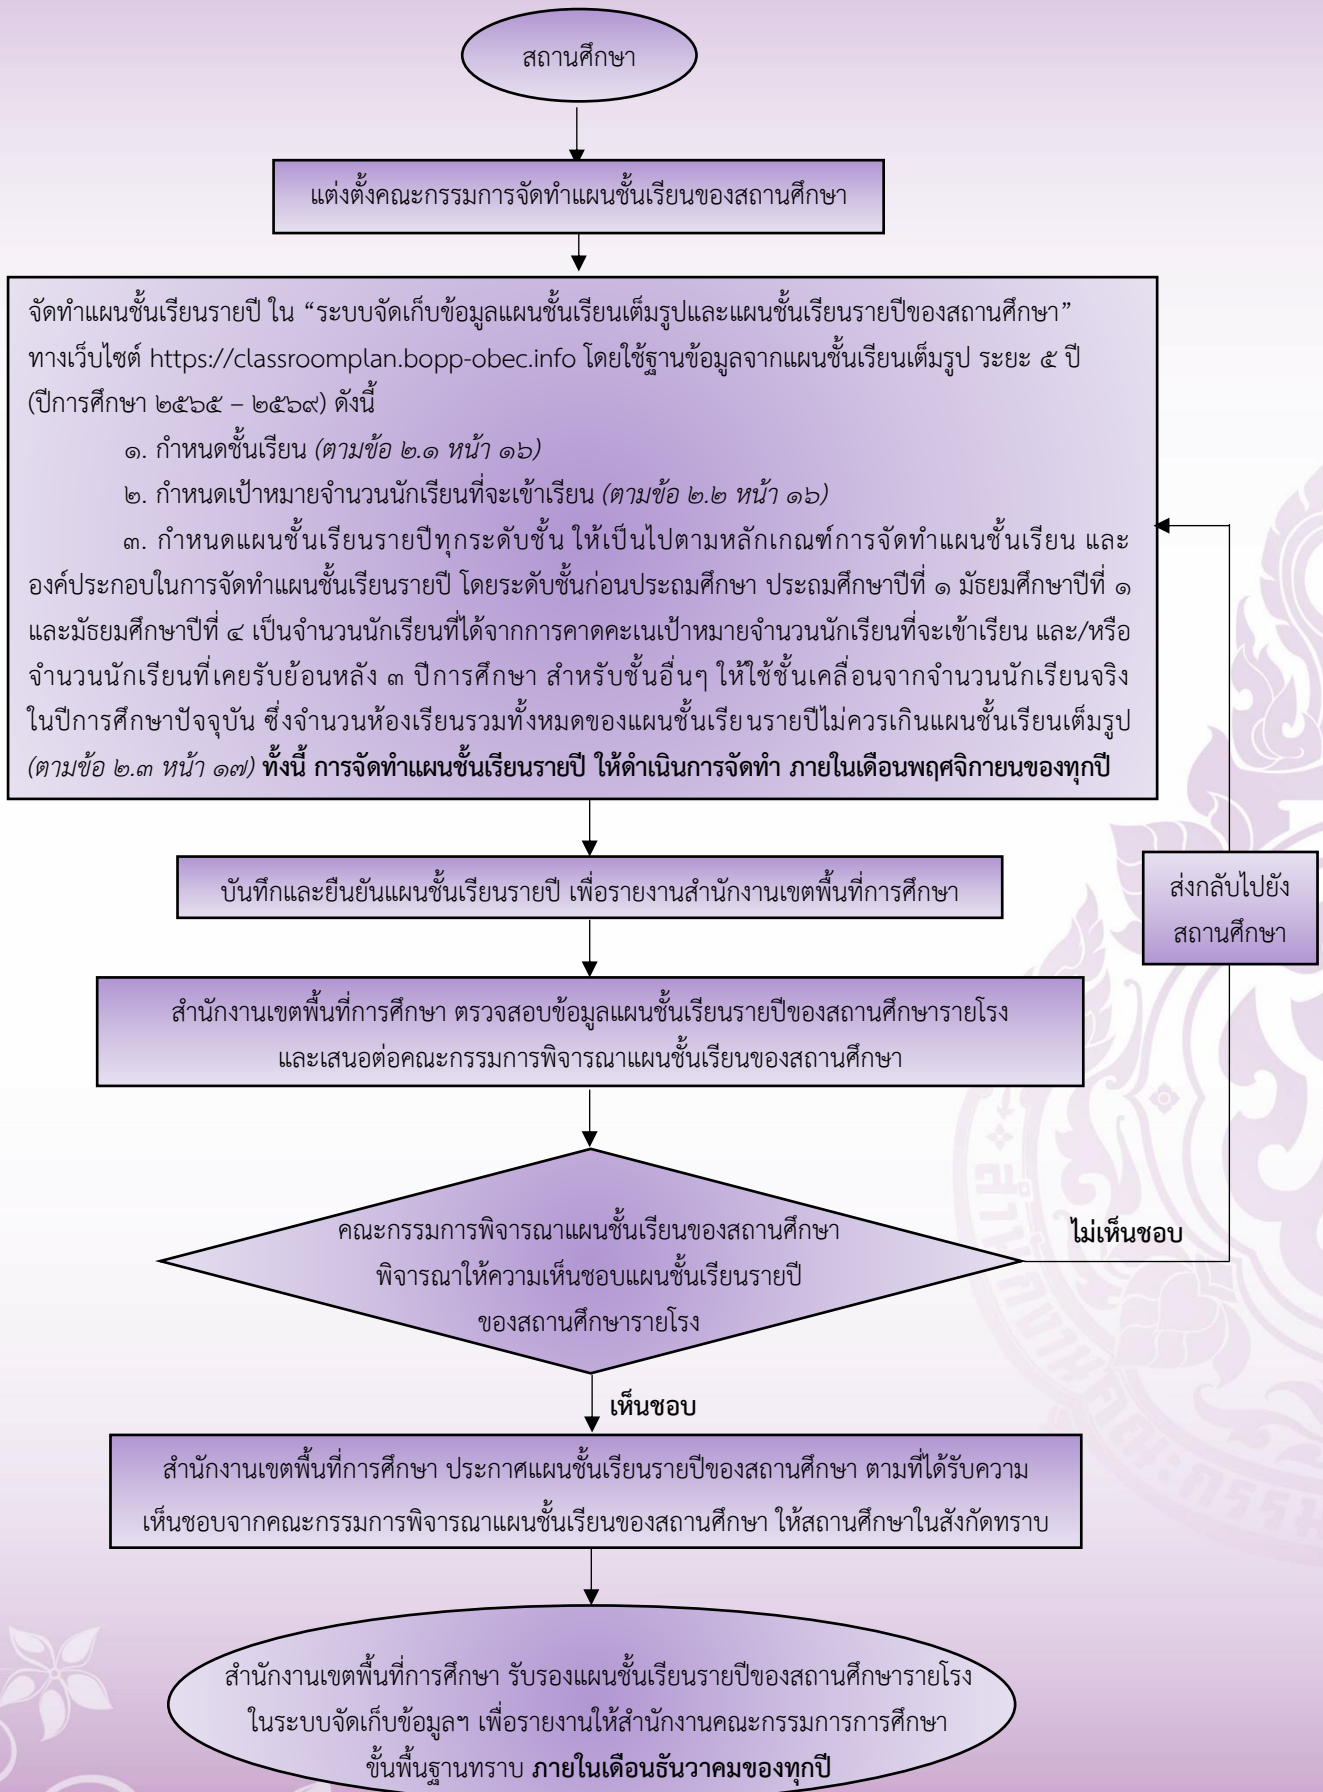 สถานศึกษา
แต่งตั้งคณะกรรมการจัดทำแผนชั้นเรียนของสถานศึกษา
จัดทำแผนชั้นเรียนรายปี ใน “ระบบจัดเก็บข้อมูลแผนชั้นเรียนเต็มรูปและแผนชั้นเรียนรายปีของสถานศึกษา”
ทางเว็บไซต์ https://classroomplan.bopp-obec.info โดยใช้ฐานข้อมูลจากแผนชั้นเรียนเต็มรูป ระยะ ๕ ปี
(ปีการศึกษา ๒๕๖๕ – ๒๕๖๙) ดังนี้
๑. กำหนดชั้นเรียน (ตามข้อ ๒.๑ หน้า ๑๖)
๒. กำหนดเป้าหมายจำนวนนักเรียนที่จะเข้าเรียน (ตามข้อ ๒.๒ หน้า ๑๖)
๓. กำหนดแผนชั้นเรียนรายปีทุกระดับชั้น ให้เป็นไปตามหลักเกณฑ์การจัดทำแผนชั้นเรียน และ
องค์ประกอบในการจัดทำแผนชั้นเรียนรายปี โดยระดับชั้นก่อนประถมศึกษา ประถมศึกษาปีที่ ๑ มัธยมศึกษาปีที่ ๑
และมัธยมศึกษาปีที่ ๔ เป็นจำนวนนักเรียนที่ได้จากการคาดคะเนเป้าหมายจำนวนนักเรียนที่จะเข้าเรียน และ/หรือ
จำนวนนักเรียนที่เคยรับย้อนหลัง ๓ ปีการศึกษา สำหรับชั้นอื่นๆ ให้ใช้ชั้นเคลื่อนจากจำนวนนักเรียนจริง
ในปีการศึกษาปัจจุบัน ซึ่งจำนวนห้องเรียนรวมทั้งหมดของแผนชั้นเรียนรายปีไม่ควรเกินแผนชั้นเรียนเต็มรูป
(ตามข้อ ๒.๓ หน้า ๑๗) ทั้งนี้ การจัดทำแผนชั้นเรียนรายปี ให้ดำเนินการจัดทำ ภายในเดือนพฤศจิกายนของทุกปี
บันทึกและยืนยันแผนชั้นเรียนรายปี เพื่อรายงานสำนักงานเขตพื้นที่การศึกษา
ส่งกลับไปยัง
สถานศึกษา
สำนักงานเขตพื้นที่การศึกษา ตรวจสอบข้อมูลแผนชั้นเรียนรายปีของสถานศึกษารายโรง
และเสนอต่อคณะกรรมการพิจารณาแผนชั้นเรียนของสถานศึกษา
คณะกรรมการพิจารณาแผนชั้นเรียนของสถานศึกษา
พิจารณาให้ความเห็นชอบแผนชั้นเรียนรายปี
ของสถานศึกษารายโรง
ไม่เห็นชอบ
เห็นชอบ
สำนักงานเขตพื้นที่การศึกษา ประกาศแผนชั้นเรียนรายปีของสถานศึกษา ตามที่ได้รับความ
เห็นชอบจากคณะกรรมการพิจารณาแผนชั้นเรียนของสถานศึกษา ให้สถานศึกษาในสังกัดทราบ
สำนักงานเขตพื้นที่การศึกษา รับรองแผนชั้นเรียนรายปีของสถานศึกษารายโรง
ในระบบจัดเก็บข้อมูลฯ เพื่อรายงานให้สำนักงานคณะกรรมการการศึกษา
ขั้นพื้นฐานทราบ ภายในเดือนธันวาคมของทุกปี
สำนักงานคณะกรรม